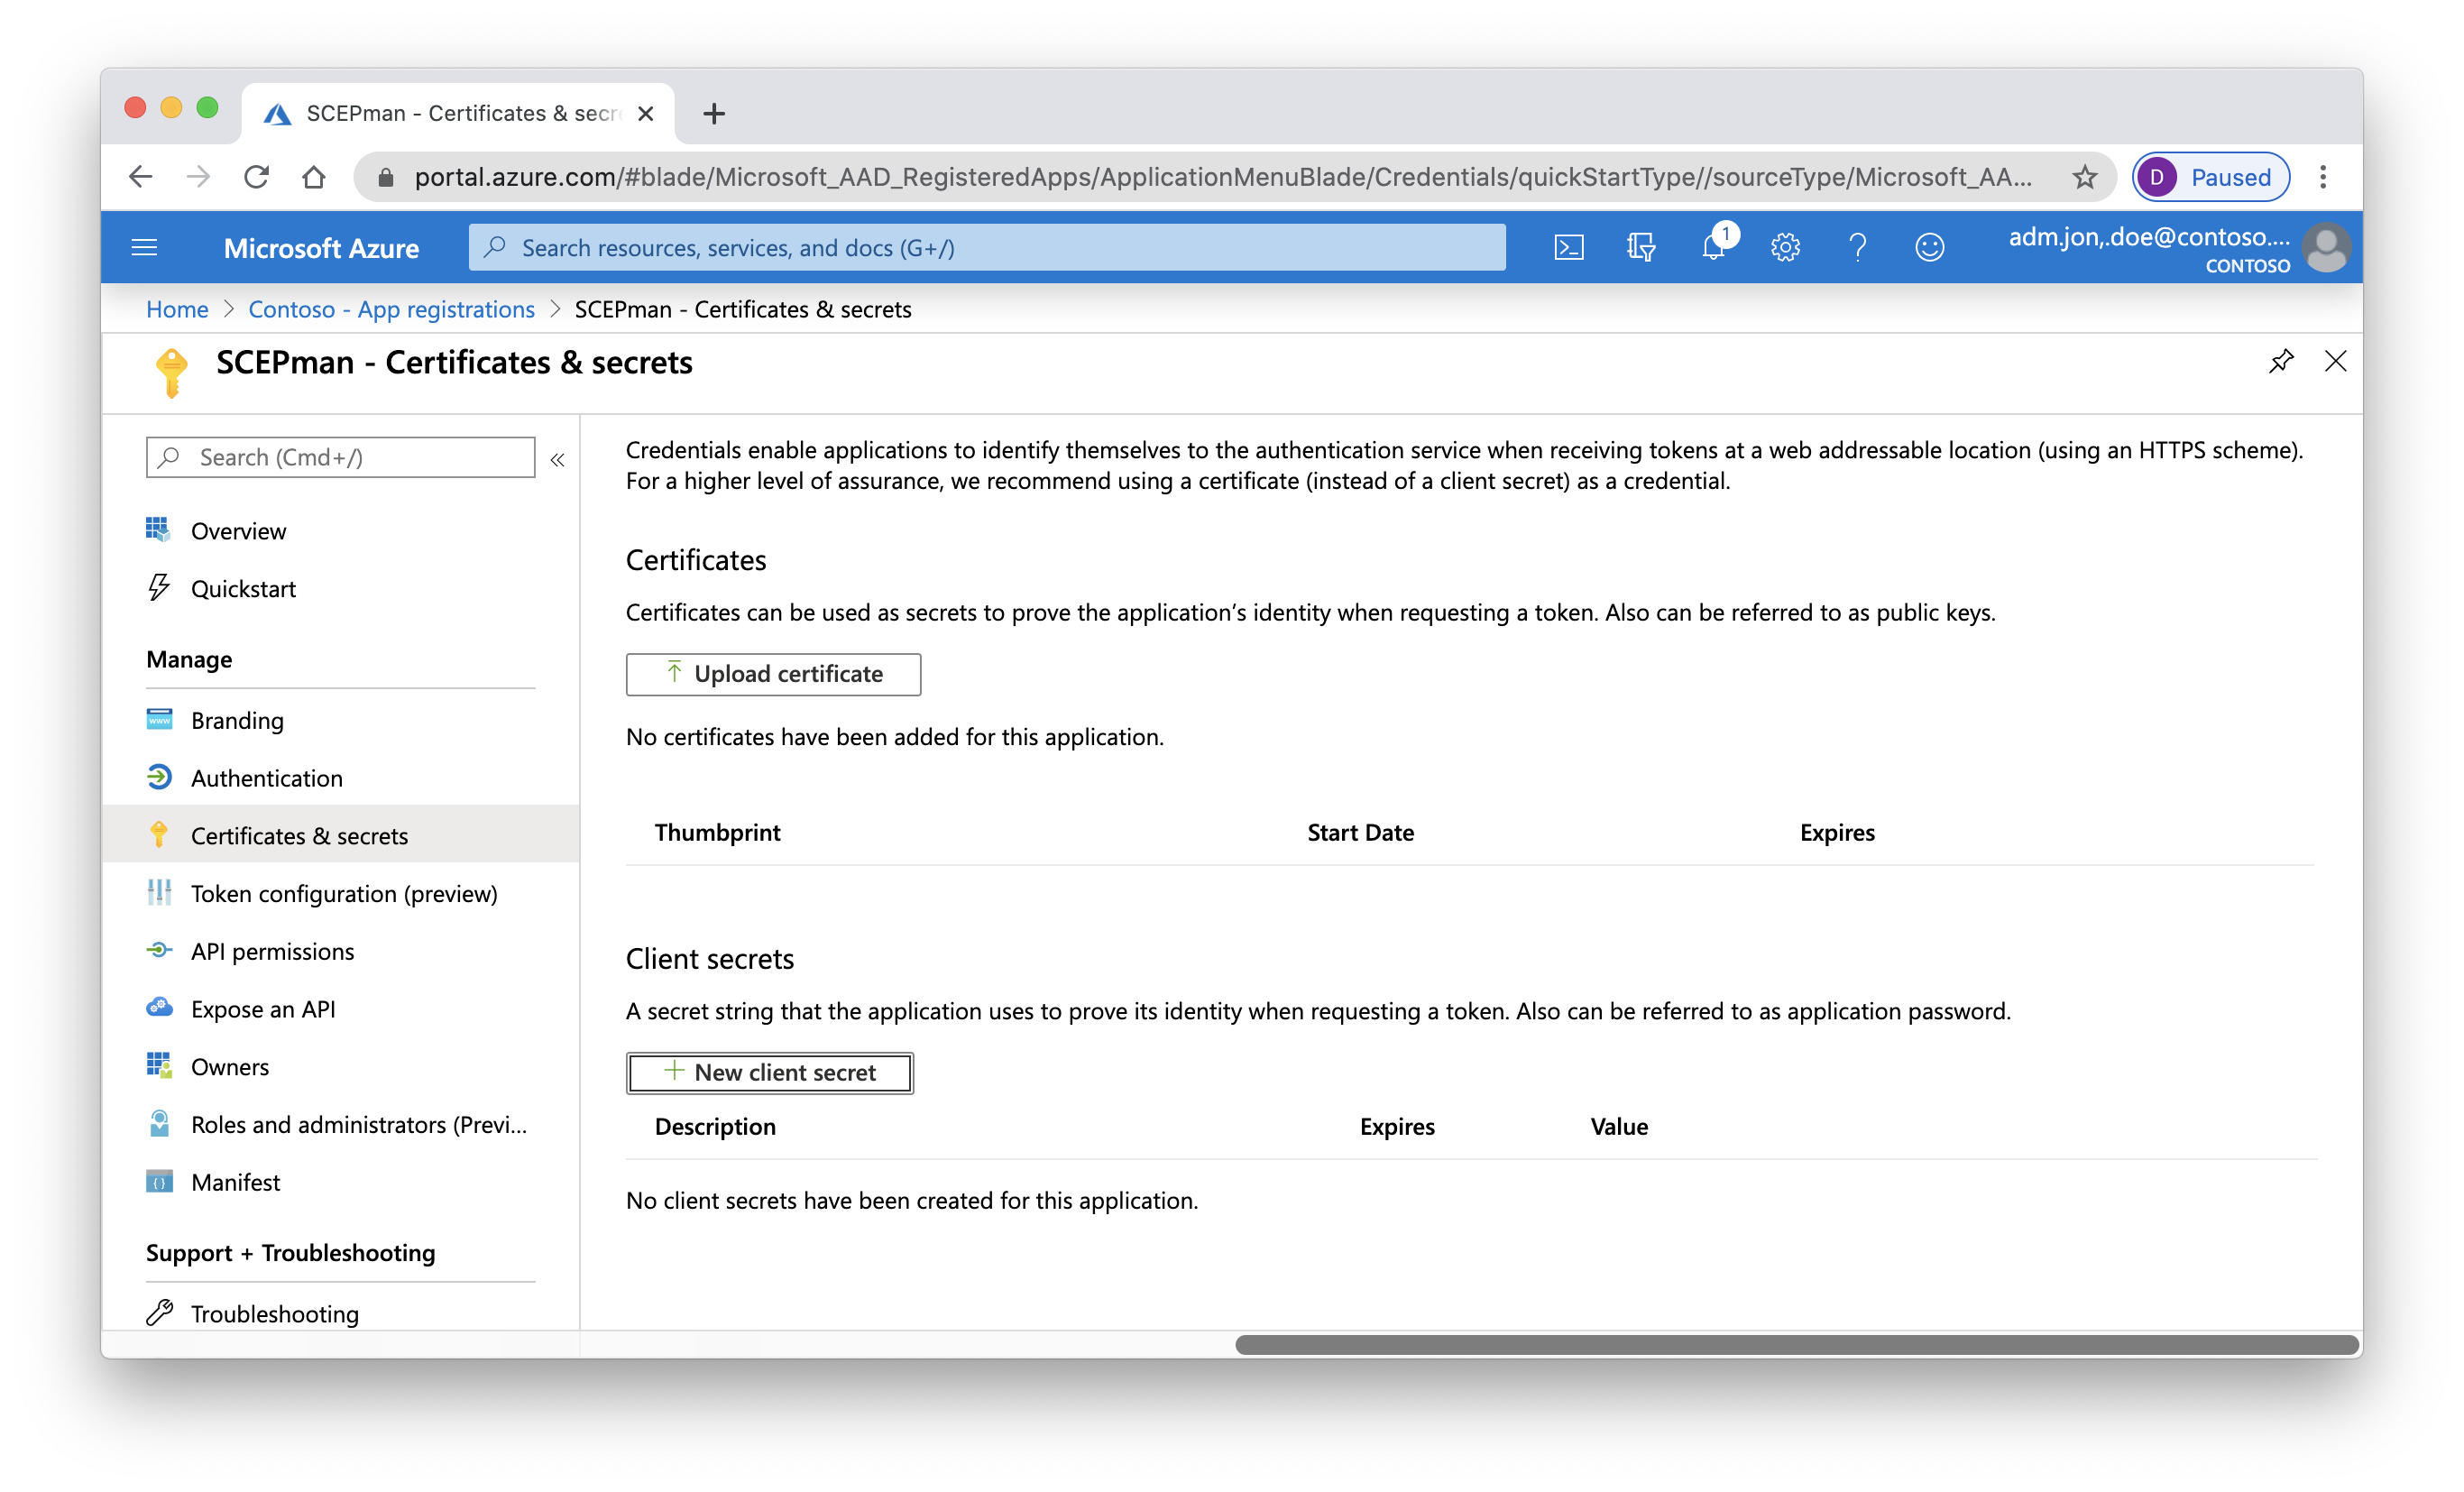 SCEPman - Certificates & secr
portal.azure.com/#blade/Microsoft_AAD_RegisteredApps/ApplicationMenuBlade/Credentials/quickStartType//sourceType/Microsoft_AA...
D Paused
Microsoft Azure
Search resources, services, and docs (G+/)
1
adm.jon,.doe@contoso....
CONTOSO
Home > Contoso - App registrations > SCEPman - Certificates & secrets
SCEPman - Certificates & secrets
Search (Cmd+/)
«
Overview
Quickstart
Manage
Branding
Authentication
Certificates & secrets
Token configuration (preview)
API permissions
Expose an API
Owners
Roles and administrators (Previ...
Manifest
Support + Troubleshooting
Troubleshooting
Credentials enable applications to identify themselves to the authentication service when receiving tokens at a web addressable location (using an HTTPS scheme).
For a higher level of assurance, we recommend using a certificate (instead of a client secret) as a credential.
Certificates
Certificates can be used as secrets to prove the application's identity when requesting a token. Also can be referred to as public keys.
Upload certificate
No certificates have been added for this application.
Thumbprint Start Date Expires
Client secrets
A secret string that the application uses to prove its identity when requesting a token. Also can be referred to as application password.
New client secret
Description Expires Value
No client secrets have been created for this application.